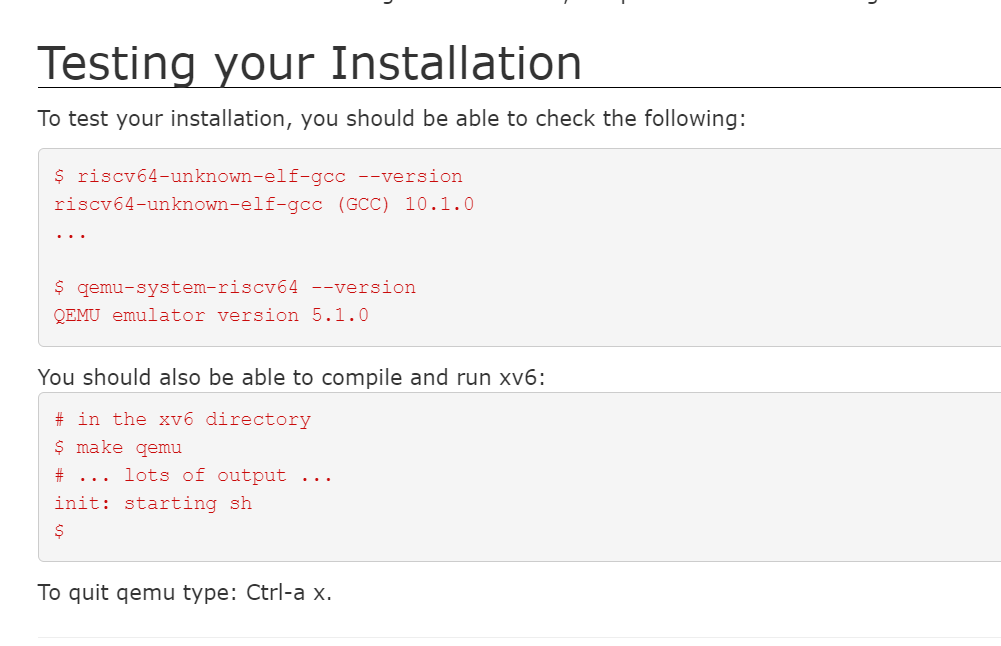 Testing your Installation
To test your installation, you should be able to check the following:
$ riscv64-unknown-elf-gcc --version
riscv64-unknown-elf-gcc (GCC) 10.1.0
...
$ qemu-system-riscv64 --version
QEMU emulator version 5.1.0
You should also be able to compile and run xv6:
# in the xv6 directory
$ make qemu
# ... lots of output ...
init: starting sh
$
To quit qemu type: Ctrl-a x.